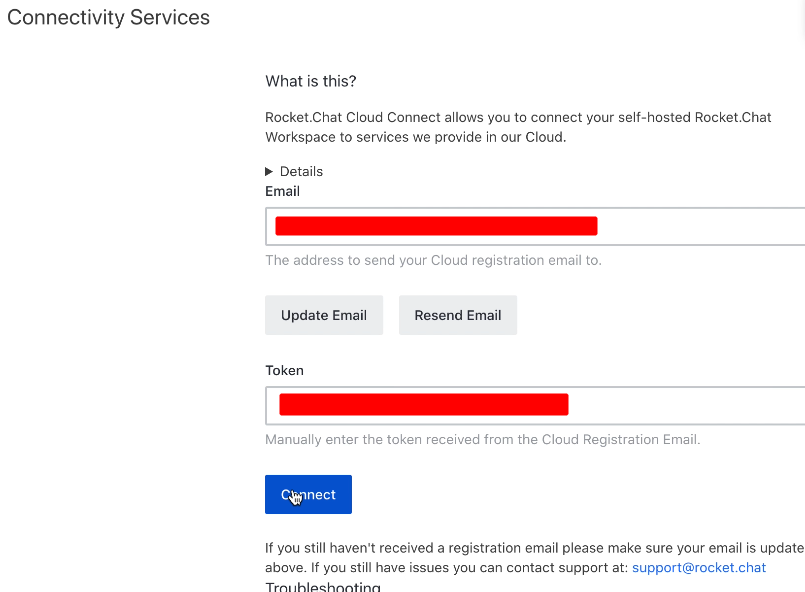 Connectivity Services
What is this?
Rocket.Chat Cloud Connect allows you to connect your self-hosted Rocket.Chat
Workspace to services we provide in our Cloud.
Details
Email
The address to send your Cloud registration email to.
Update Email Resend Email
Token
Manually enter the token received from the Cloud Registration Email.
Connect
If you still haven't received a registration email please make sure your email is update
above. If you still have issues you can contact support at: support@rocket.chat
Troubleshooting